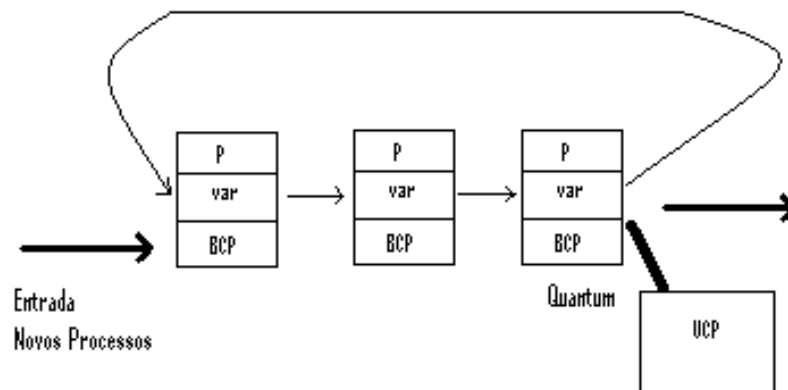 P
var
BCP
P
var
BCP
P
var
BCP
Entrada
Novos Processos
Quantum
UCP